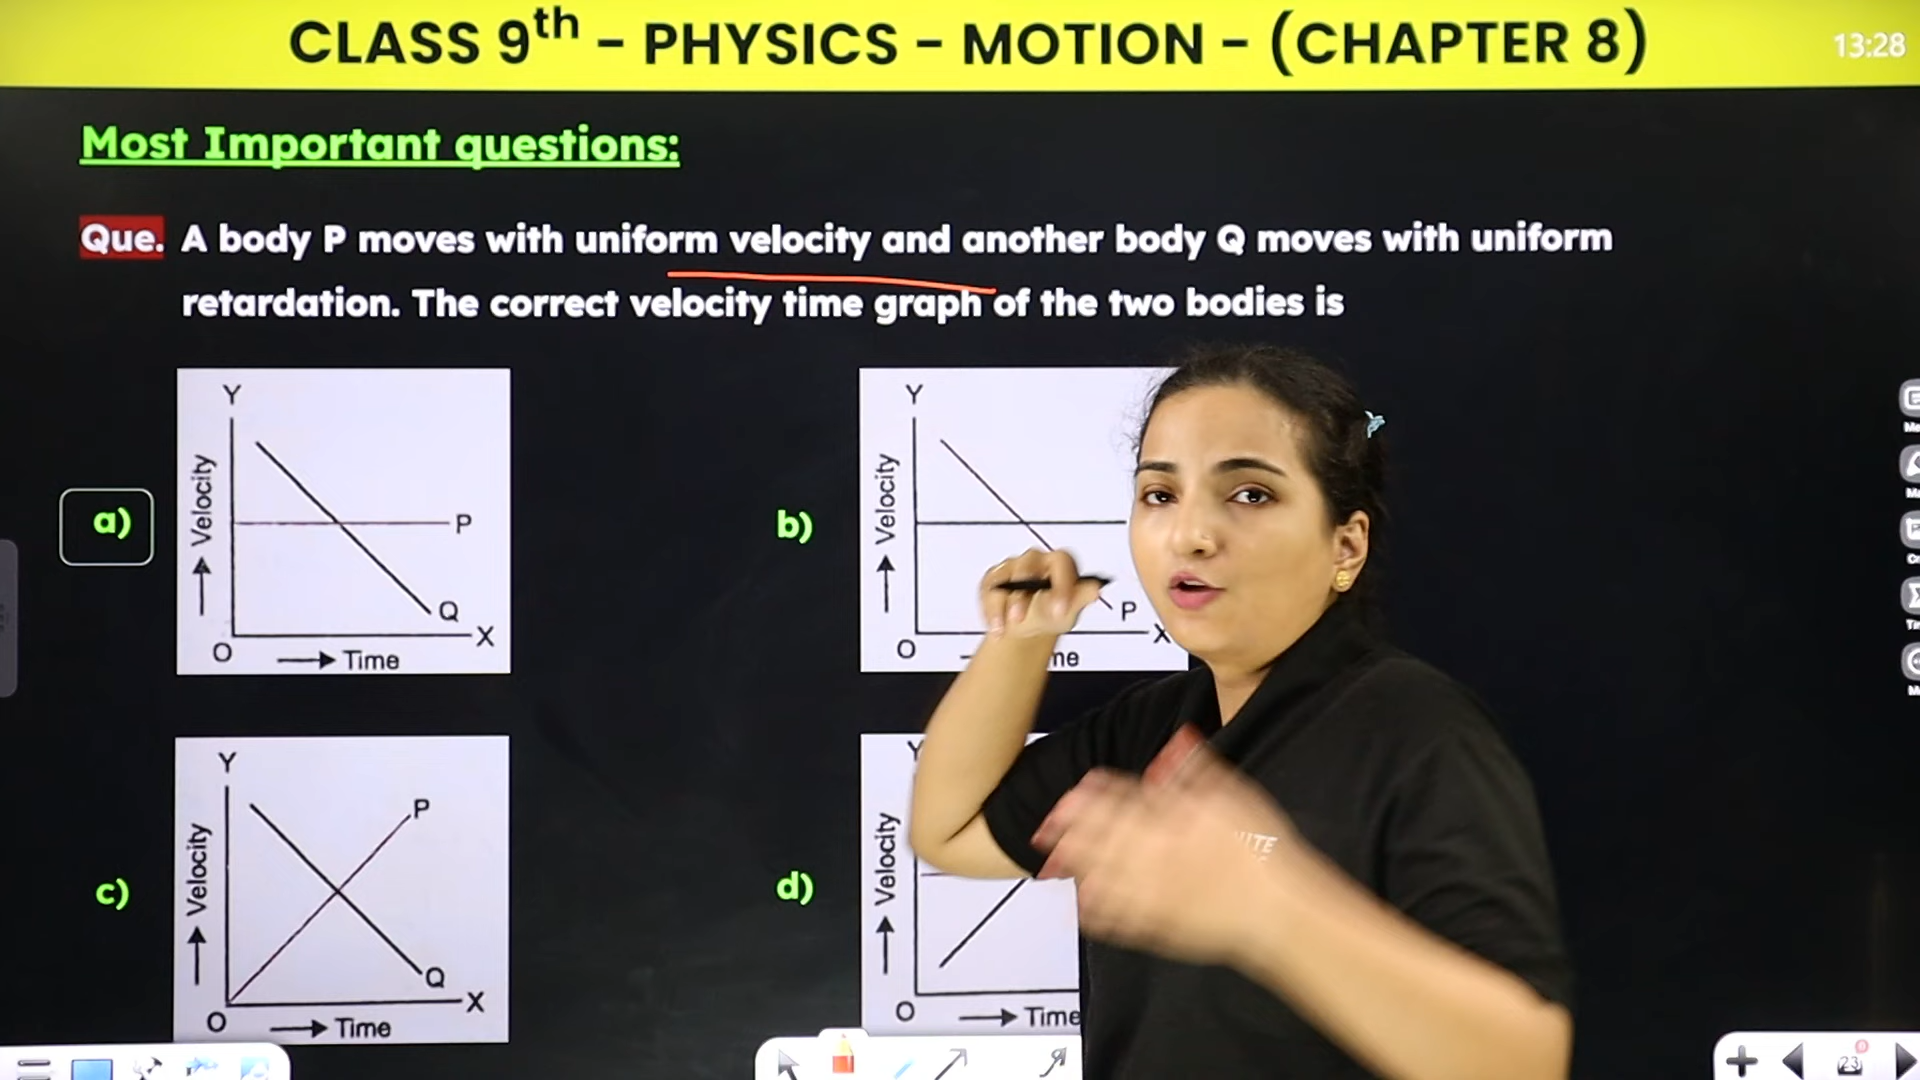 CLASS 9th - PHYSICS - MOTION - (CHAPTER 8)
13:28
Most Important questions:
Que. A body P moves with uniform velocity and another body Q moves with uniform
retardation. The correct velocity time graph of the two bodies is
a)
Y
Velocity
P
Q
X
O
Time
b)
Y
Velocity
P
X
O
me
c)
Y
Velocity
P
Q
X
O
Time
d)
Y
Velocity
O
Time
23